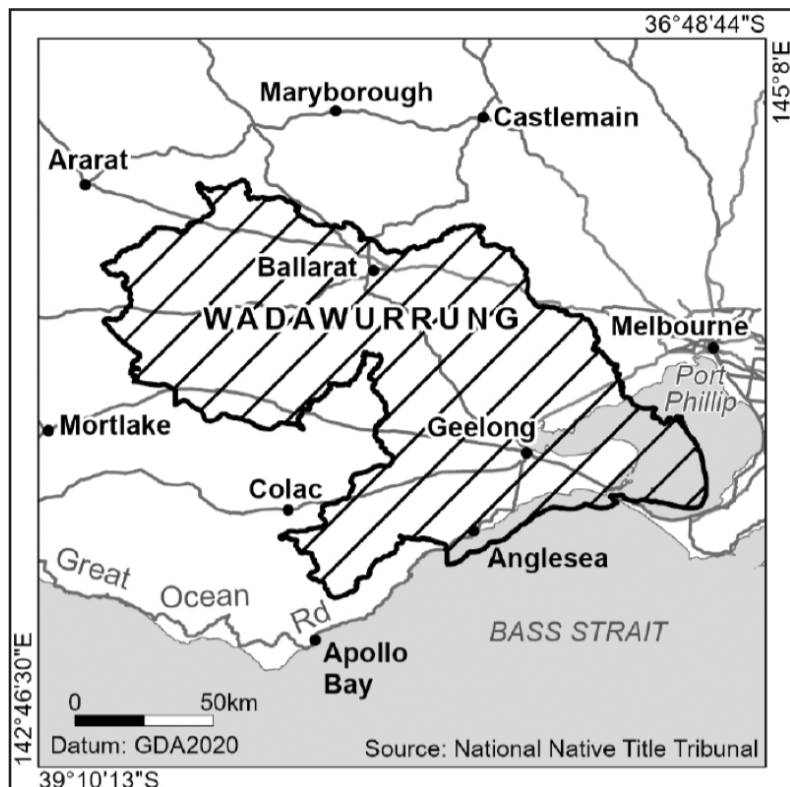 36°48'44"S
145°8'E
Maryborough
Castlemain
Ararat
Ballarat
WADAWURRUNG
Melbourne
Port
Phillip
Mortlake
Geelong
Colac
Anglesea
Great
Ocean
Rd
BASS STRAIT
Apollo
Bay
0 50km
Datum: GDA2020
Source: National Native Title Tribunal
142°46'30"E
39°10'13"S